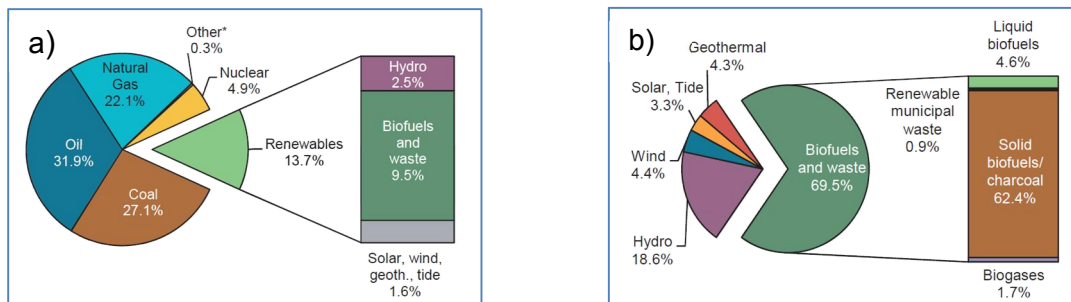 a)
Other*
0.3%
Nuclear
4.9%
Natural
Gas
22.1%
Oil
31.9%
Coal
27.1%
Renewables
13.7%
Hydro
2.5%
Biofuels
and
waste
9.5%
Solar, wind,
geoth., tide
1.6%
b)
Geothermal
4.3%
Solar, Tide
3.3%
Wind
4.4%
Hydro
18.6%
Biofuels
and waste
69.5%
Liquid
biofuels
4.6%
Renewable
municipal
waste
0.9%
Solid
biofuels/
charcoal
62.4%
Biogases
1.7%